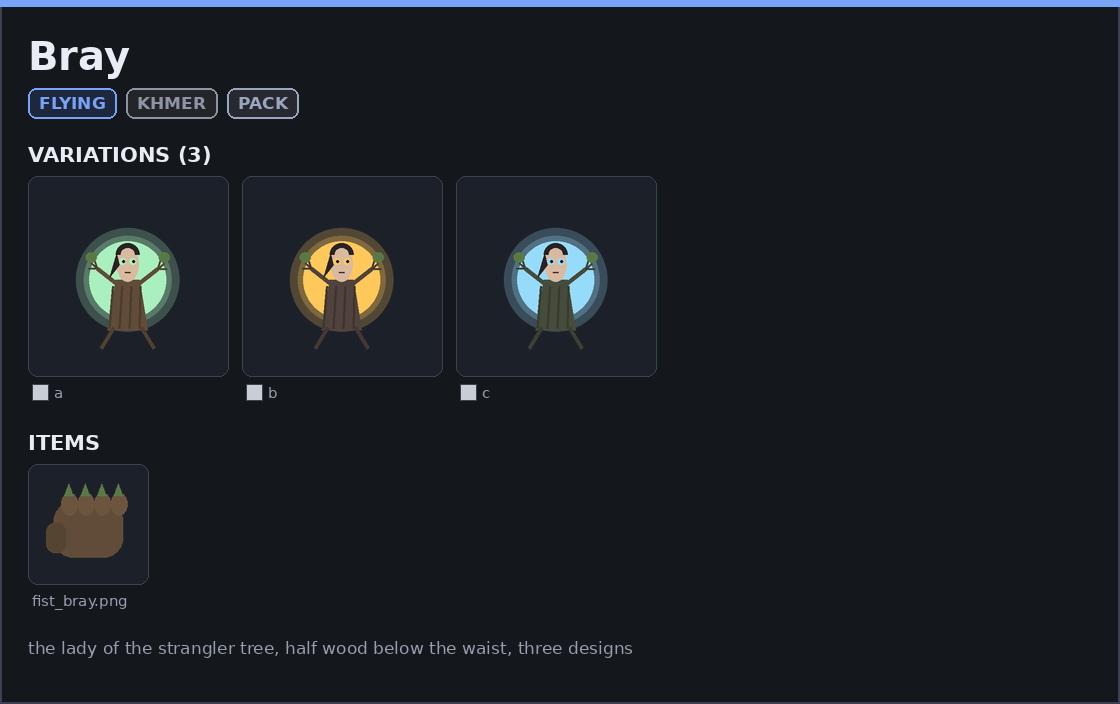 Bray
FLYING KHMER PACK
VARIATIONS (3)
a b c
ITEMS
fist_bray.png
the lady of the strangler tree, half wood below the waist, three designs